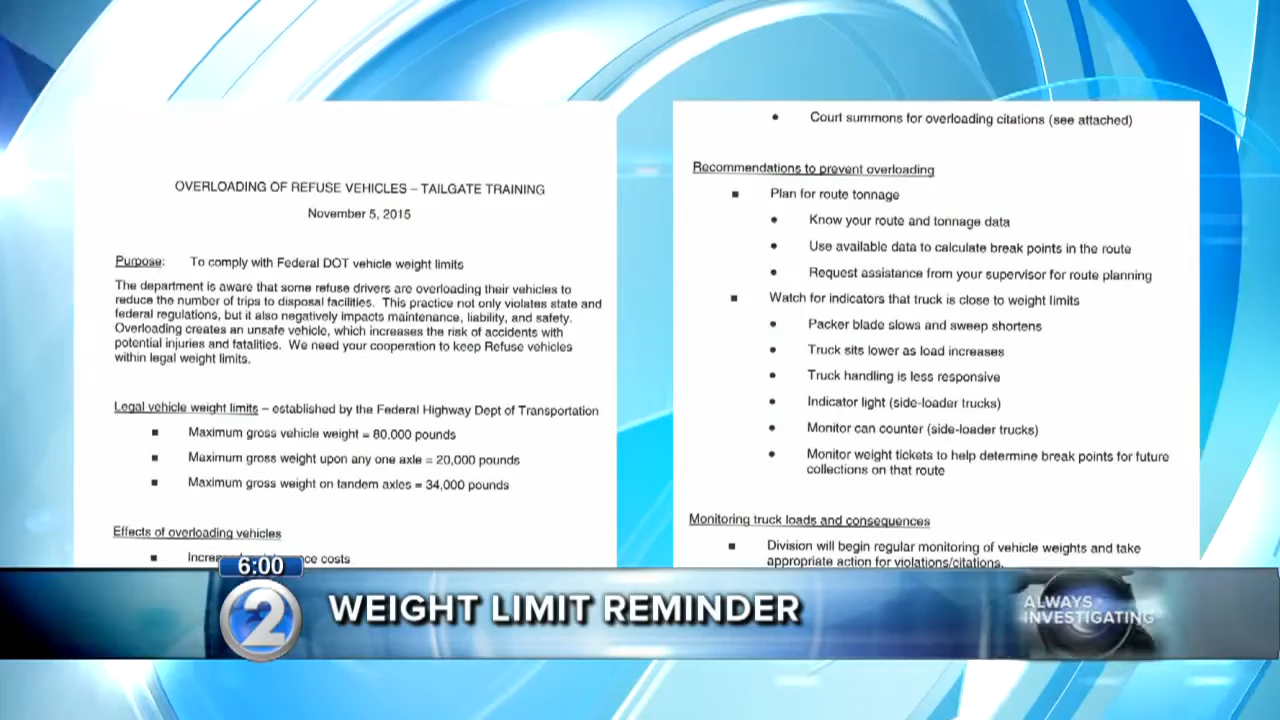 OVERLOADING OF REFUSE VEHICLES – TAILGATE TRAINING
November 5, 2015
Purpose: To comply with Federal DOT vehicle weight limits
The department is aware that some refuse drivers are overloading their vehicles to
reduce the number of trips to disposal facilities. This practice not only violates state and
federal regulations, but it also negatively impacts maintenance, liability, and safety.
Overloading creates an unsafe vehicle, which increases the risk of accidents with
potential injuries and fatalities. We need your cooperation to keep Refuse vehicles
within legal weight limits.
Legal vehicle weight limits – established by the Federal Highway Dept of Transportation
■ Maximum gross vehicle weight = 80,000 pounds
■ Maximum gross weight upon any one axle = 20,000 pounds
■ Maximum gross weight on tandem axles = 34,000 pounds
Effects of overloading vehicles
■ costs
• Court summons for overloading citations (see attached)
Recommendations to prevent overloading
■ Plan for route tonnage
• Know your route and tonnage data
• Use available data to calculate break points in the route
• Request assistance from your supervisor for route planning
■ Watch for indicators that truck is close to weight limits
• Packer blade slows and sweep shortens
• Truck sits lower as load increases
• Truck handling is less responsive
• Indicator light (side-loader trucks)
• Monitor can counter (side-loader trucks)
• Monitor weight tickets to help determine break points for future
collections on that route
Monitoring truck loads and consequences
■ Division will begin regular monitoring of vehicle weights and take
appropriate action for violations/citations.
6:00
2
WEIGHT LIMIT REMINDER
ALWAYS
INVESTIGATING